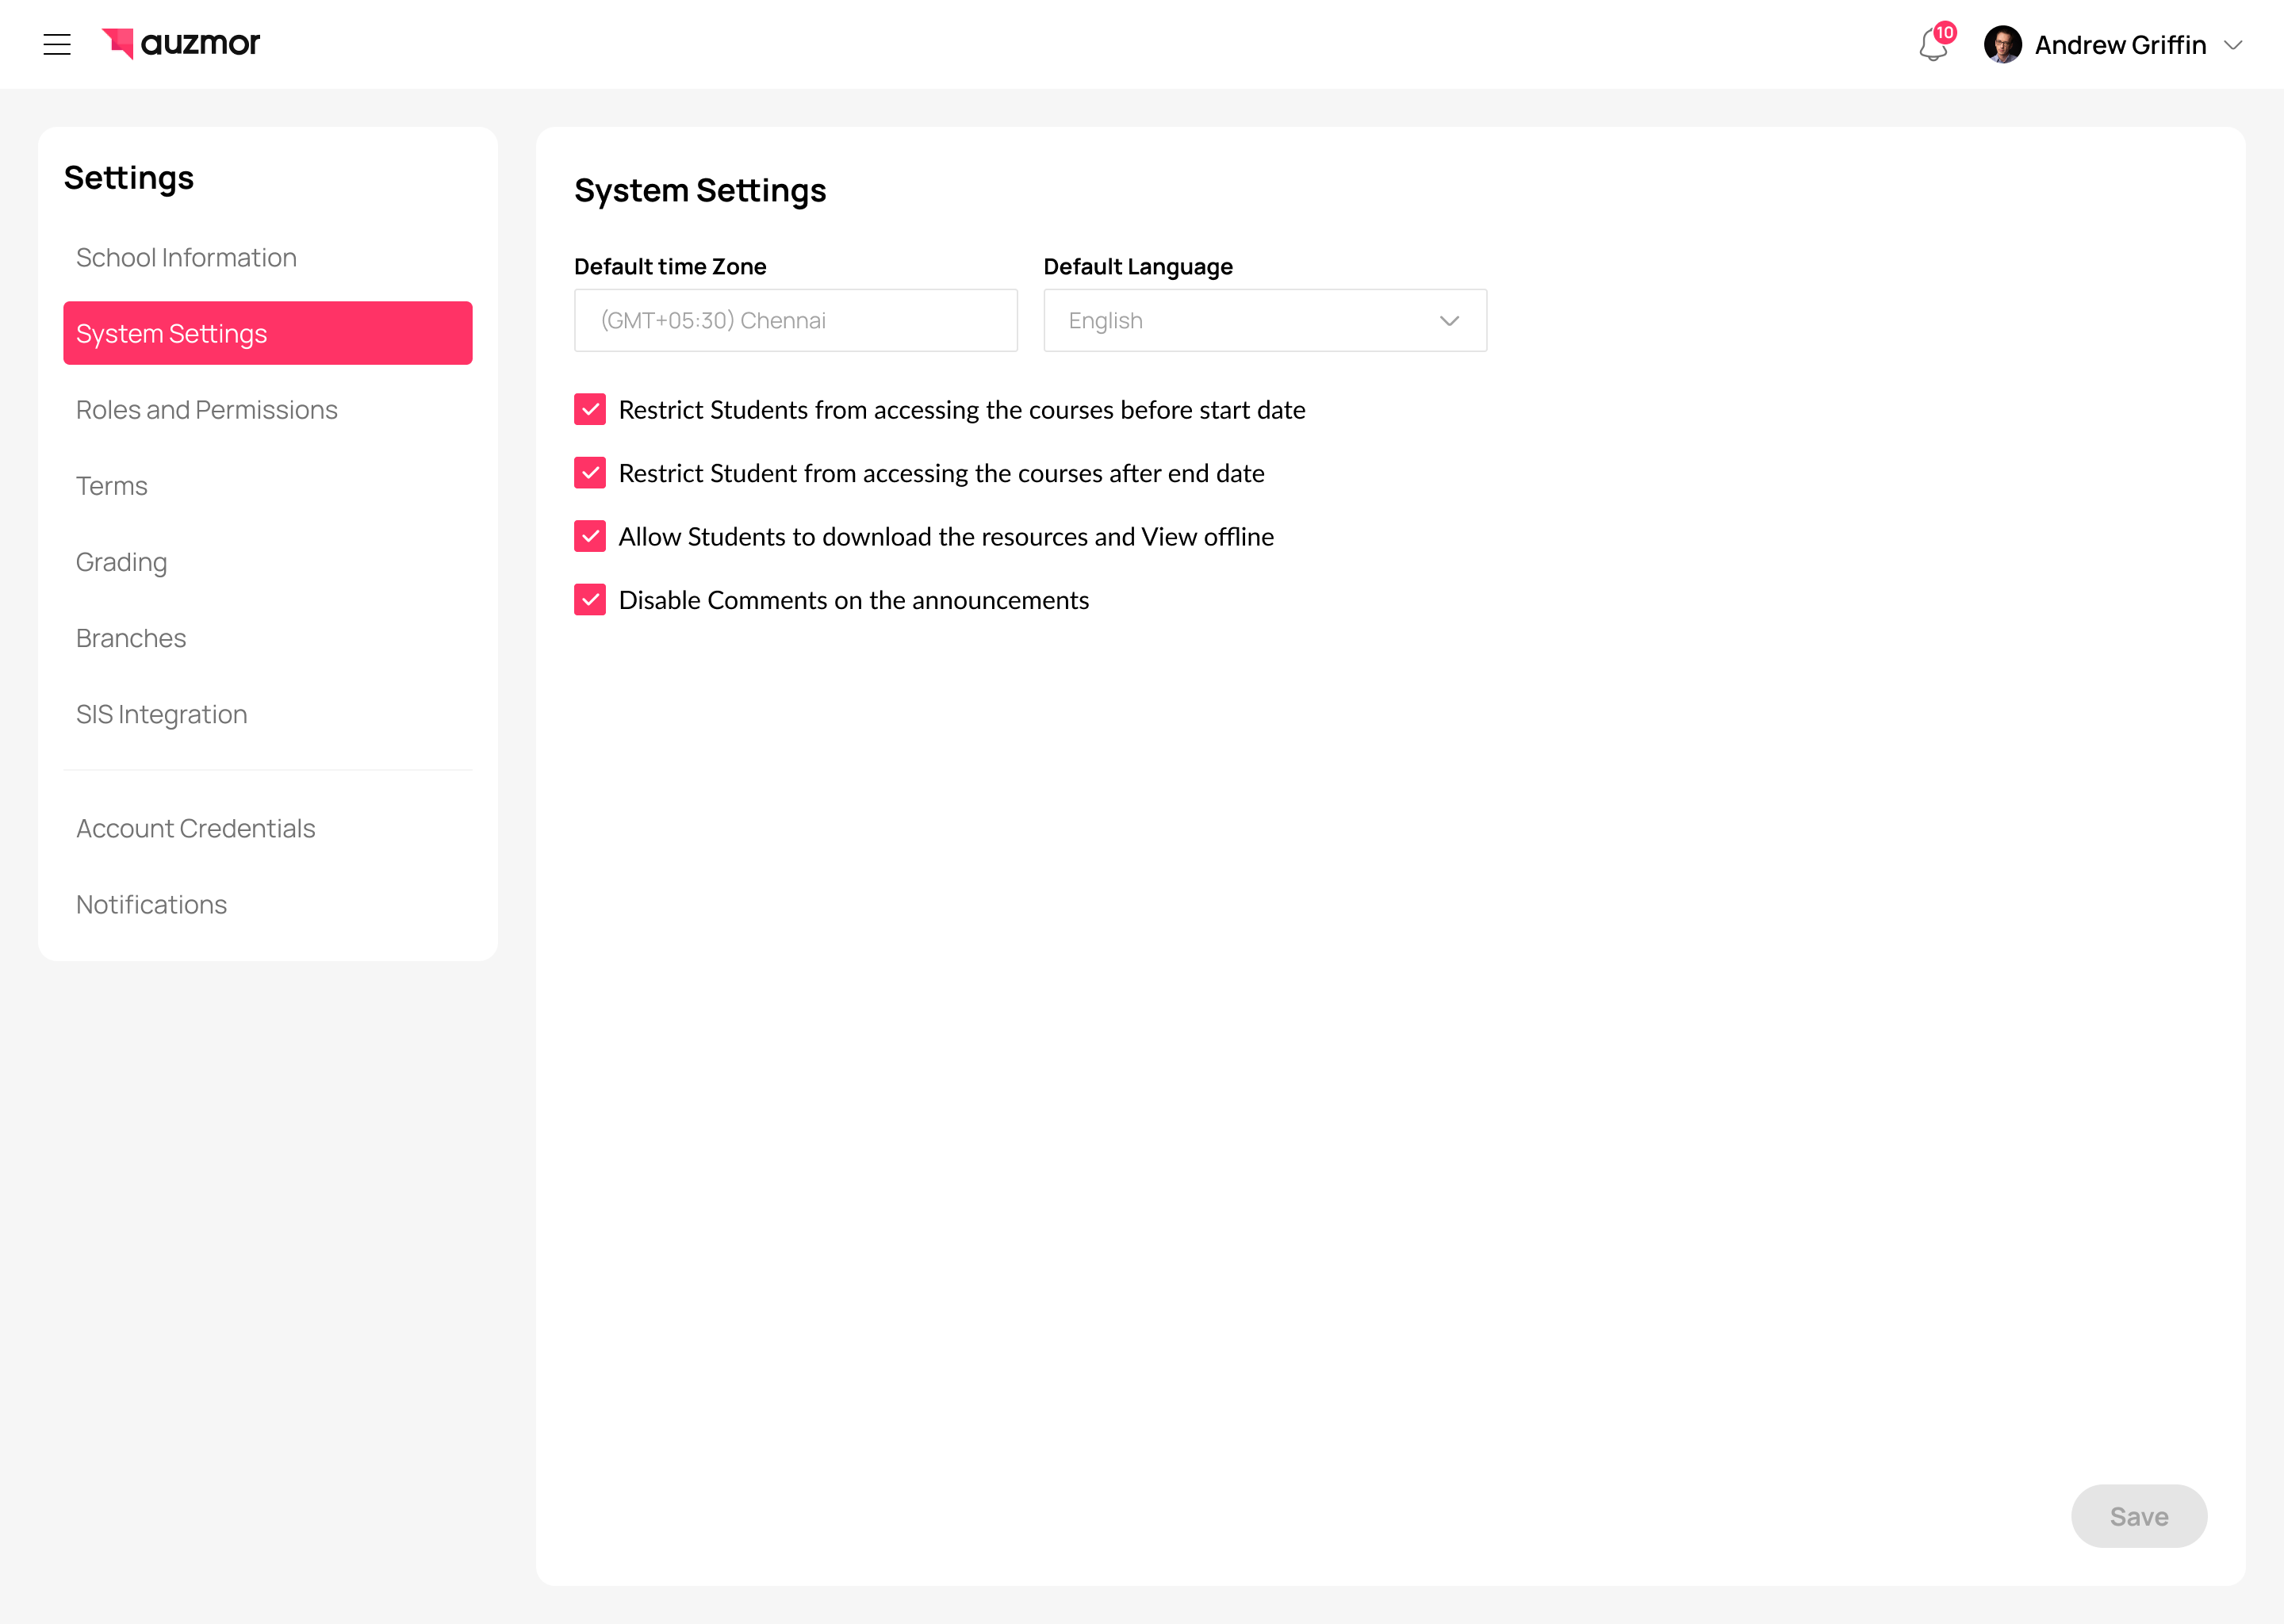 auzmor
10
Andrew Griffin
Settings
School Information
System Settings
Roles and Permissions
Terms
Grading
Branches
SIS Integration
Account Credentials
Notifications
System Settings
Default time Zone
(GMT+05:30) Chennai
Default Language
English
Restrict Students from accessing the courses before start date
Restrict Student from accessing the courses after end date
Allow Students to download the resources and View offline
Disable Comments on the announcements
Save